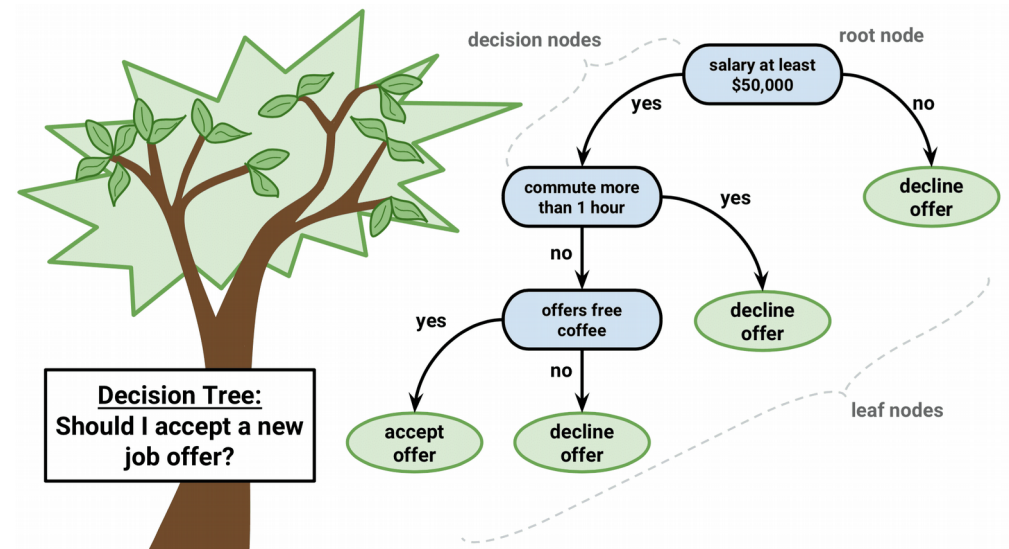 decision nodes
root node
salary at least
$50,000
yes
no
decline
offer
commute more
than 1 hour
yes
no
decline
offer
offers free
coffee
yes
no
accept
offer
decline
offer
leaf nodes
Decision Tree:
Should I accept a new
job offer?